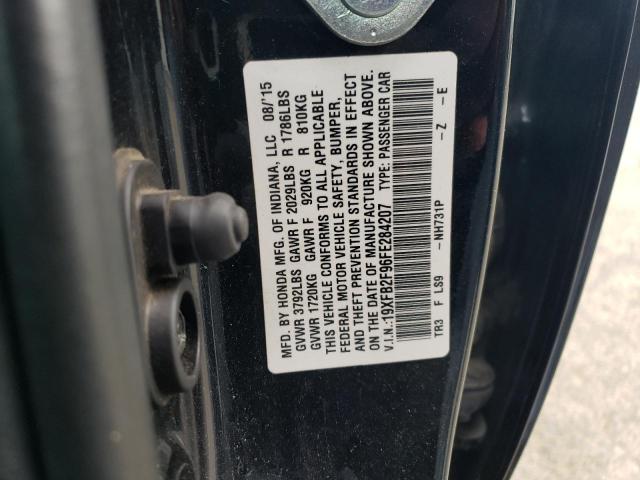 MFD. BY HONDA MFG. OF INDIANA, LLC 08/'15
GVWR 3792LBS GAWR F 2029LBS R 1786LBS
GVWR 1720KG GAWR F 920KG R 810KG
THIS VEHICLE CONFORMS TO ALL APPLICABLE
FEDERAL MOTOR VEHICLE SAFETY, BUMPER,
AND THEFT PREVENTION STANDARDS IN EFFECT
ON THE DATE OF MANUFACTURE SHOWN ABOVE.
V.I.N.:19XFB2F96FE284207 TYPE: PASSENGER CAR
TR3 F LS9 -NH731P -Z -E